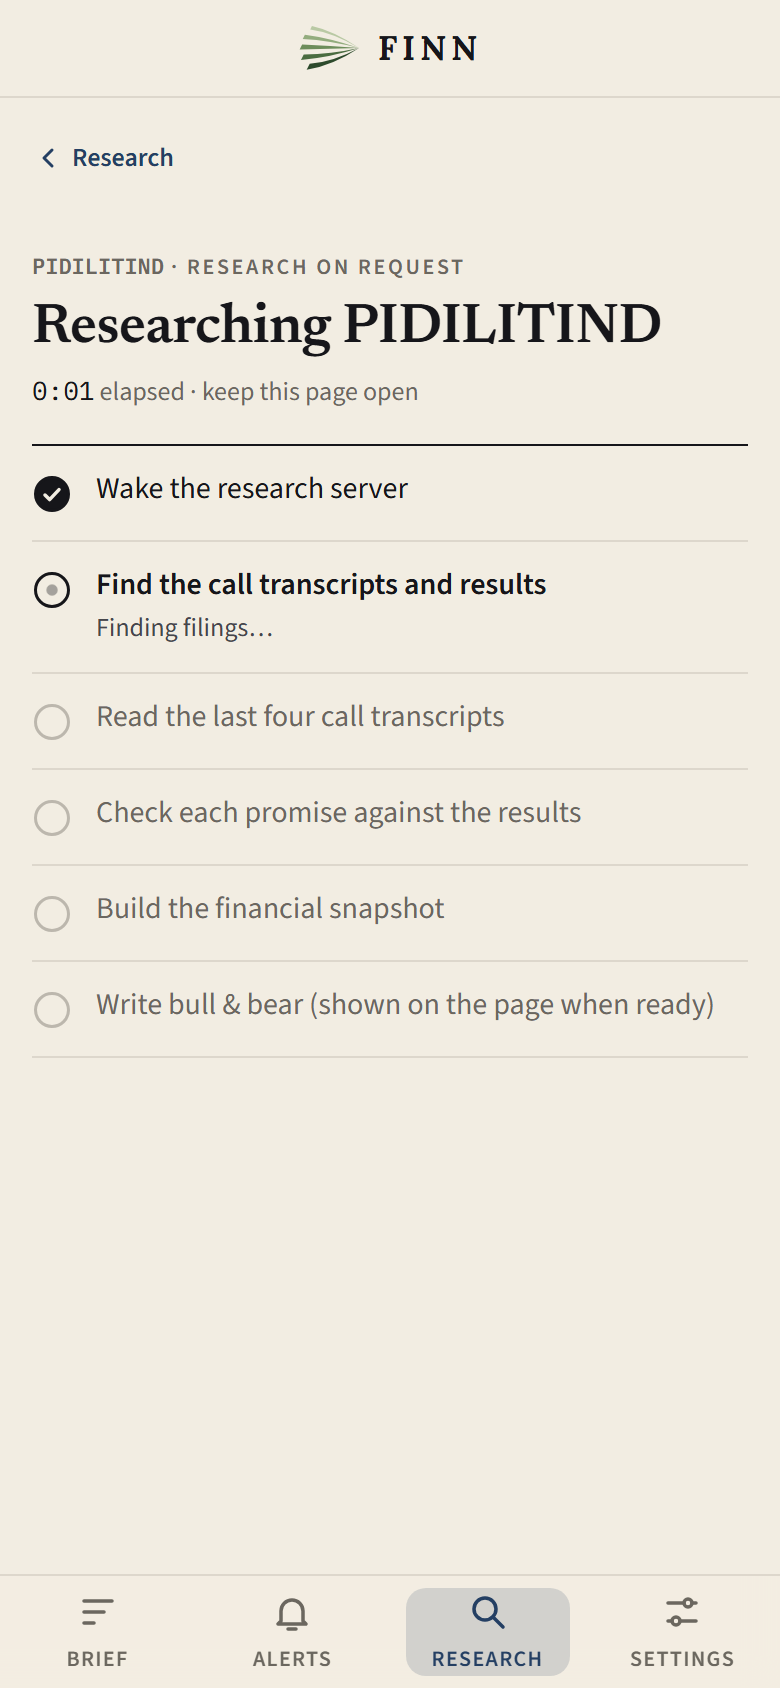 FINN
Research
PIDILITIND · RESEARCH ON REQUEST
Researching PIDILITIND
0:01 elapsed · keep this page open
Wake the research server
Find the call transcripts and results
Finding filings…
Read the last four call transcripts
Check each promise against the results
Build the financial snapshot
Write bull & bear (shown on the page when ready)
BRIEF
ALERTS
RESEARCH
SETTINGS